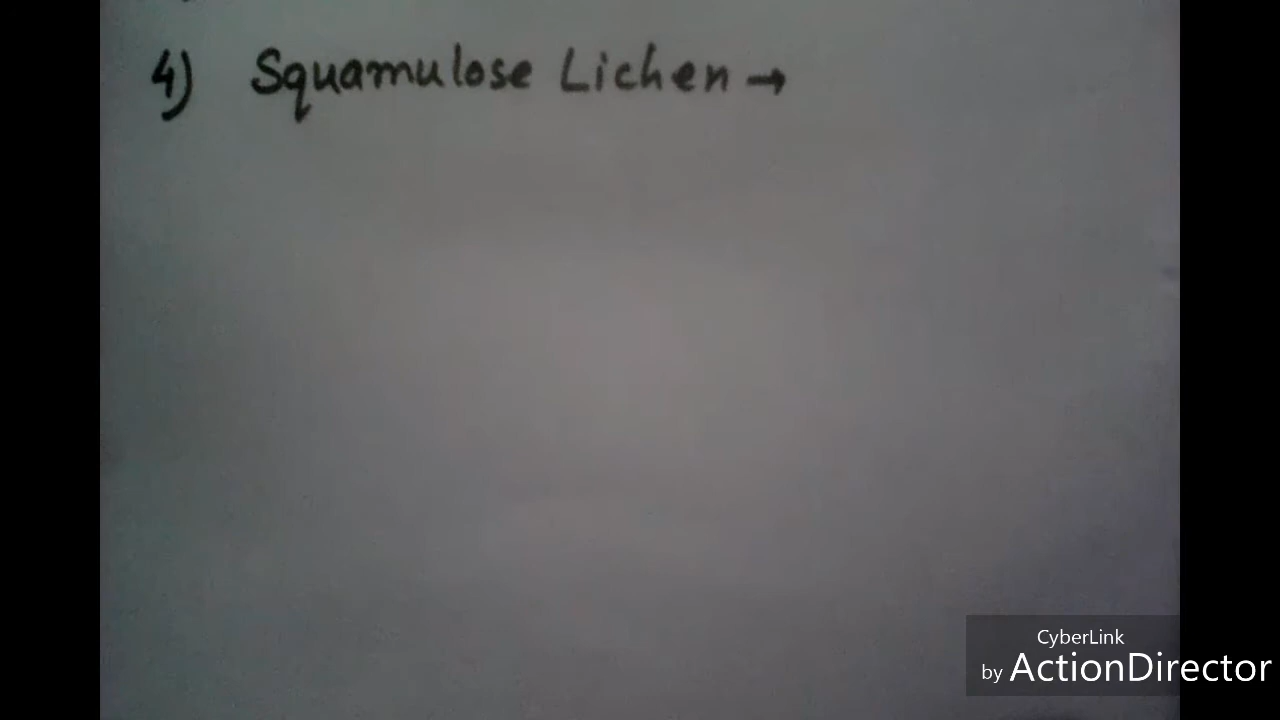 4) Squamulose Lichen →
CyberLink
by ActionDirector